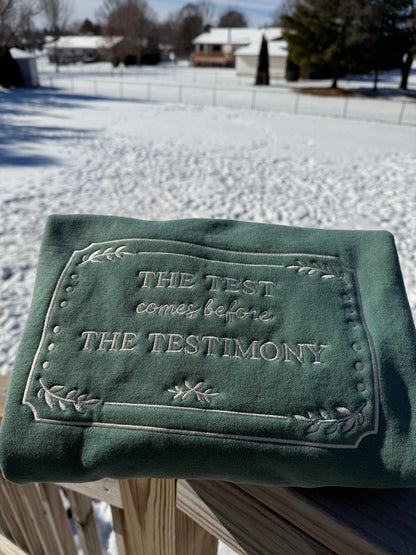 THE TEST
comes before
THE TESTIMONY